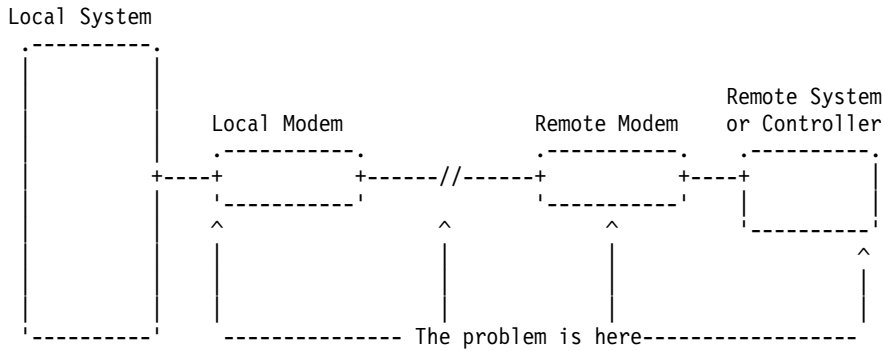 Local System
Remote System
Local Modem Remote Modem or Controller
The problem is here